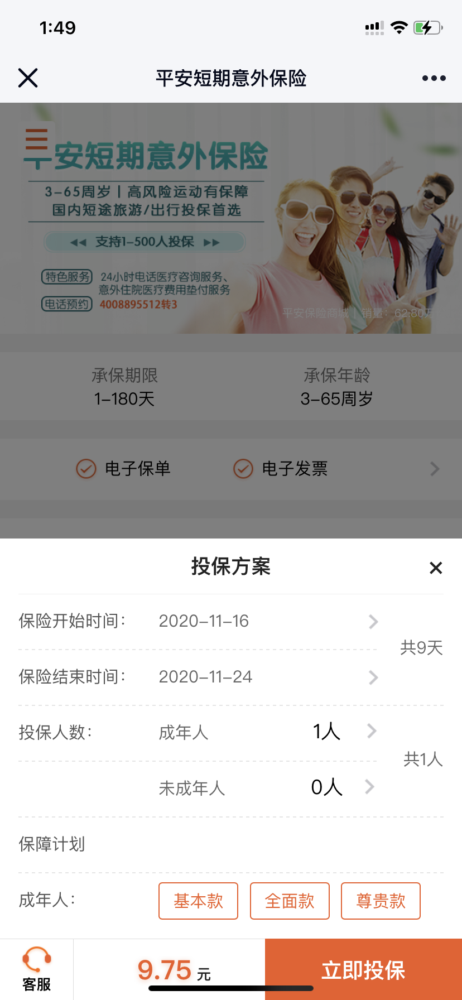 1:49
平安短期意外保险
平安短期意外保险
3-65周岁丨高风险运动有保障
国内短途旅游/出行投保首选
支持1-500人投保
特色服务 24小时电话医疗咨询服务、
意外住院医疗费用垫付服务
电话预约 4008895512转3
平安保险商城 | 销量: 62.80万
承保期限 承保年龄
1-180天 3-65周岁
电子保单 电子发票
投保方案
保险开始时间: 2020-11-16
共9天
保险结束时间: 2020-11-24
投保人数: 成年人 1人
共1人
未成年人 0人
保障计划
成年人: 基本款 全面款 尊贵款
客服 9.75 元 立即投保